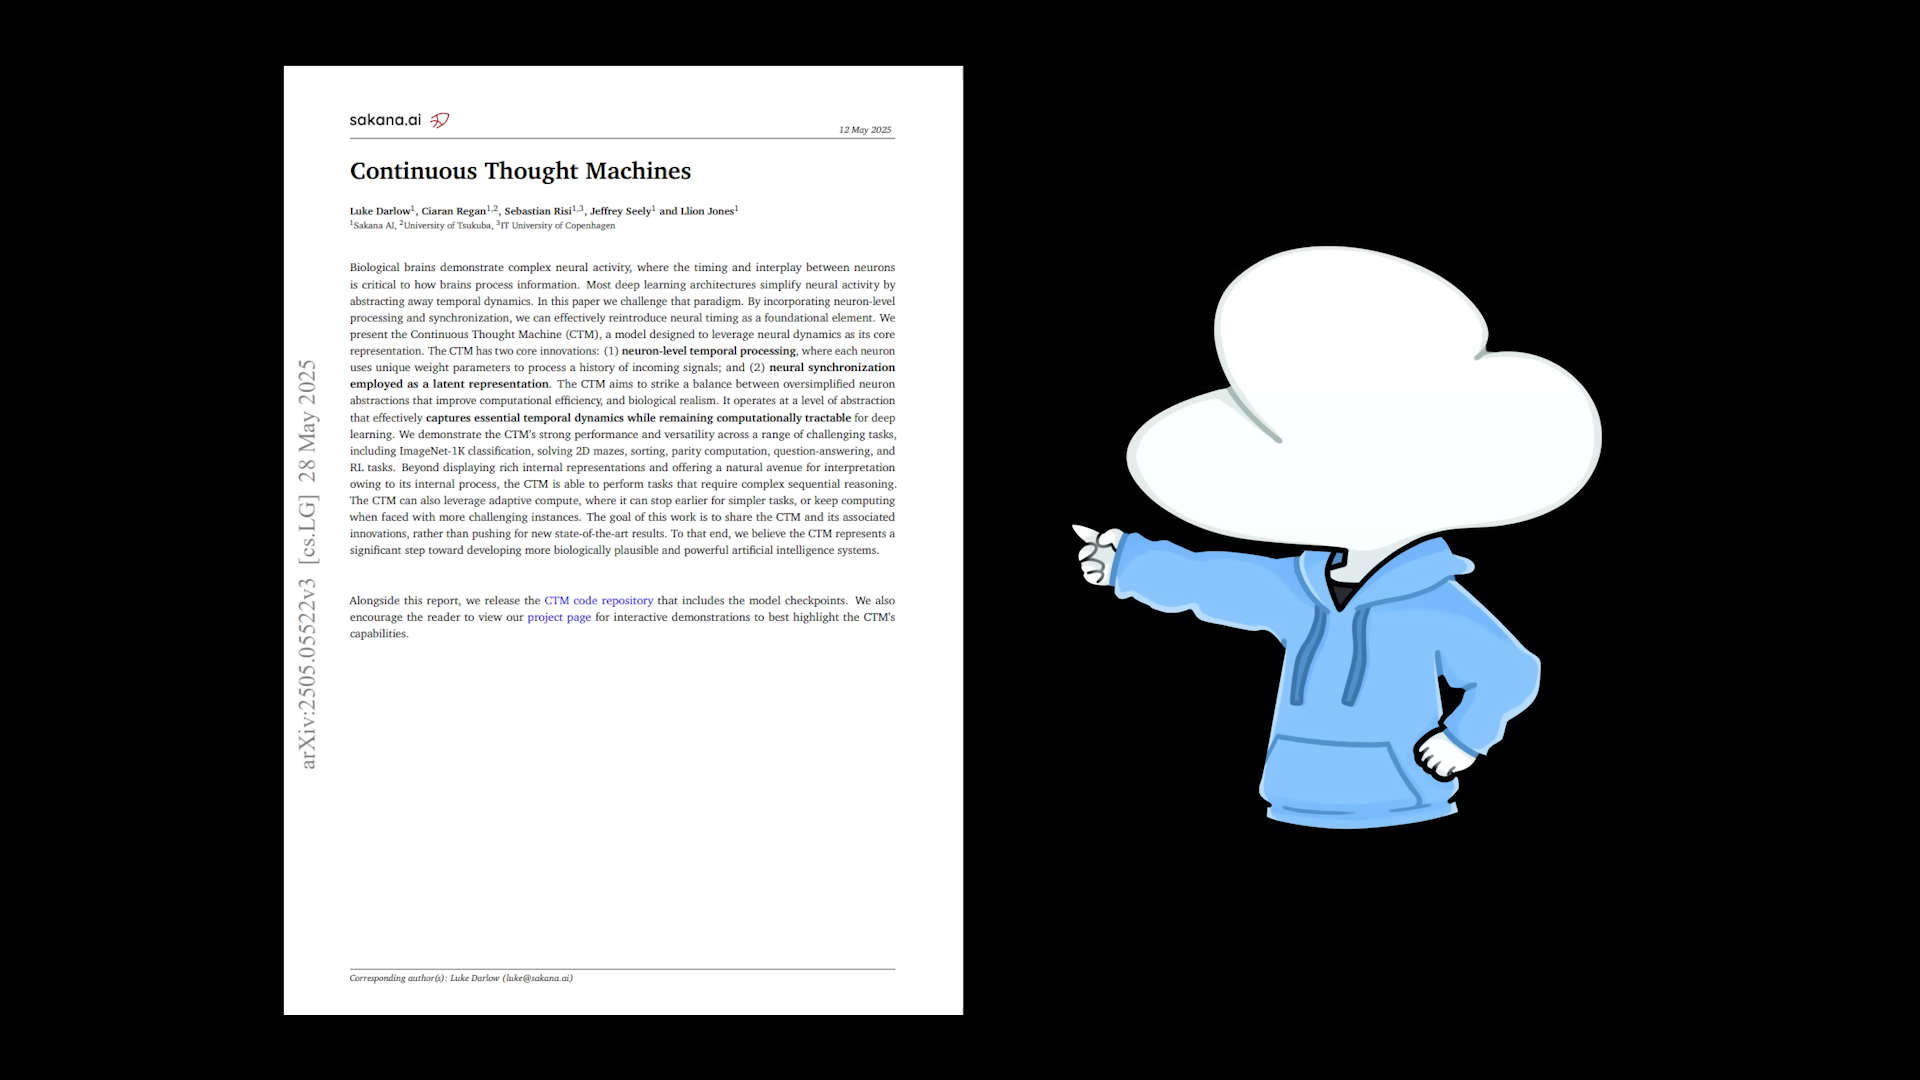 sakana.ai
12 May 2025
Continuous Thought Machines
Luke Darlow1, Ciaran Regan1,2, Sebastian Risi1,3, Jeffrey Seely1 and Llion Jones1
1Sakana AI, 2University of Tsukuba, 3IT University of Copenhagen
Biological brains demonstrate complex neural activity, where the timing and interplay between neurons
is critical to how brains process information. Most deep learning architectures simplify neural activity by
abstracting away temporal dynamics. In this paper we challenge that paradigm. By incorporating neuron-level
processing and synchronization, we can effectively reintroduce neural timing as a foundational element. We
present the Continuous Thought Machine (CTM), a model designed to leverage neural dynamics as its core
representation. The CTM has two core innovations: (1) neuron-level temporal processing, where each neuron
uses unique weight parameters to process a history of incoming signals; and (2) neural synchronization
employed as a latent representation. The CTM aims to strike a balance between oversimplified neuron
abstractions that improve computational efficiency, and biological realism. It operates at a level of abstraction
that effectively captures essential temporal dynamics while remaining computationally tractable for deep
learning. We demonstrate the CTM's strong performance and versatility across a range of challenging tasks,
including ImageNet-1K classification, solving 2D mazes, sorting, parity computation, question-answering, and
RL tasks. Beyond displaying rich internal representations and offering a natural avenue for interpretation
owing to its internal process, the CTM is able to perform tasks that require complex sequential reasoning.
The CTM can also leverage adaptive compute, where it can stop earlier for simpler tasks, or keep computing
when faced with more challenging instances. The goal of this work is to share the CTM and its associated
innovations, rather than pushing for new state-of-the-art results. To that end, we believe the CTM represents a
significant step toward developing more biologically plausible and powerful artificial intelligence systems.
Alongside this report, we release the CTM code repository that includes the model checkpoints. We also
encourage the reader to view our project page for interactive demonstrations to best highlight the CTM's
capabilities.
Corresponding author(s): Luke Darlow (luke@sakana.ai)
arXiv:2505.05522v3 [cs.LG] 28 May 2025